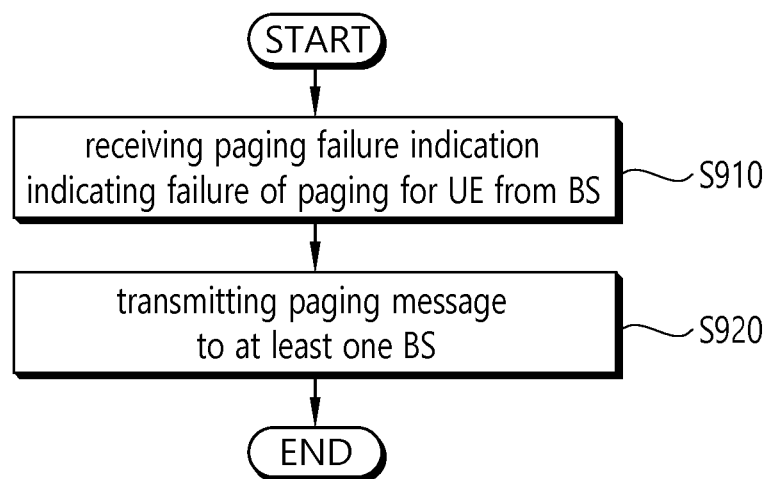 START
receiving paging failure indication
indicating failure of paging for UE from BS
S910
transmitting paging message
to at least one BS
S920
END